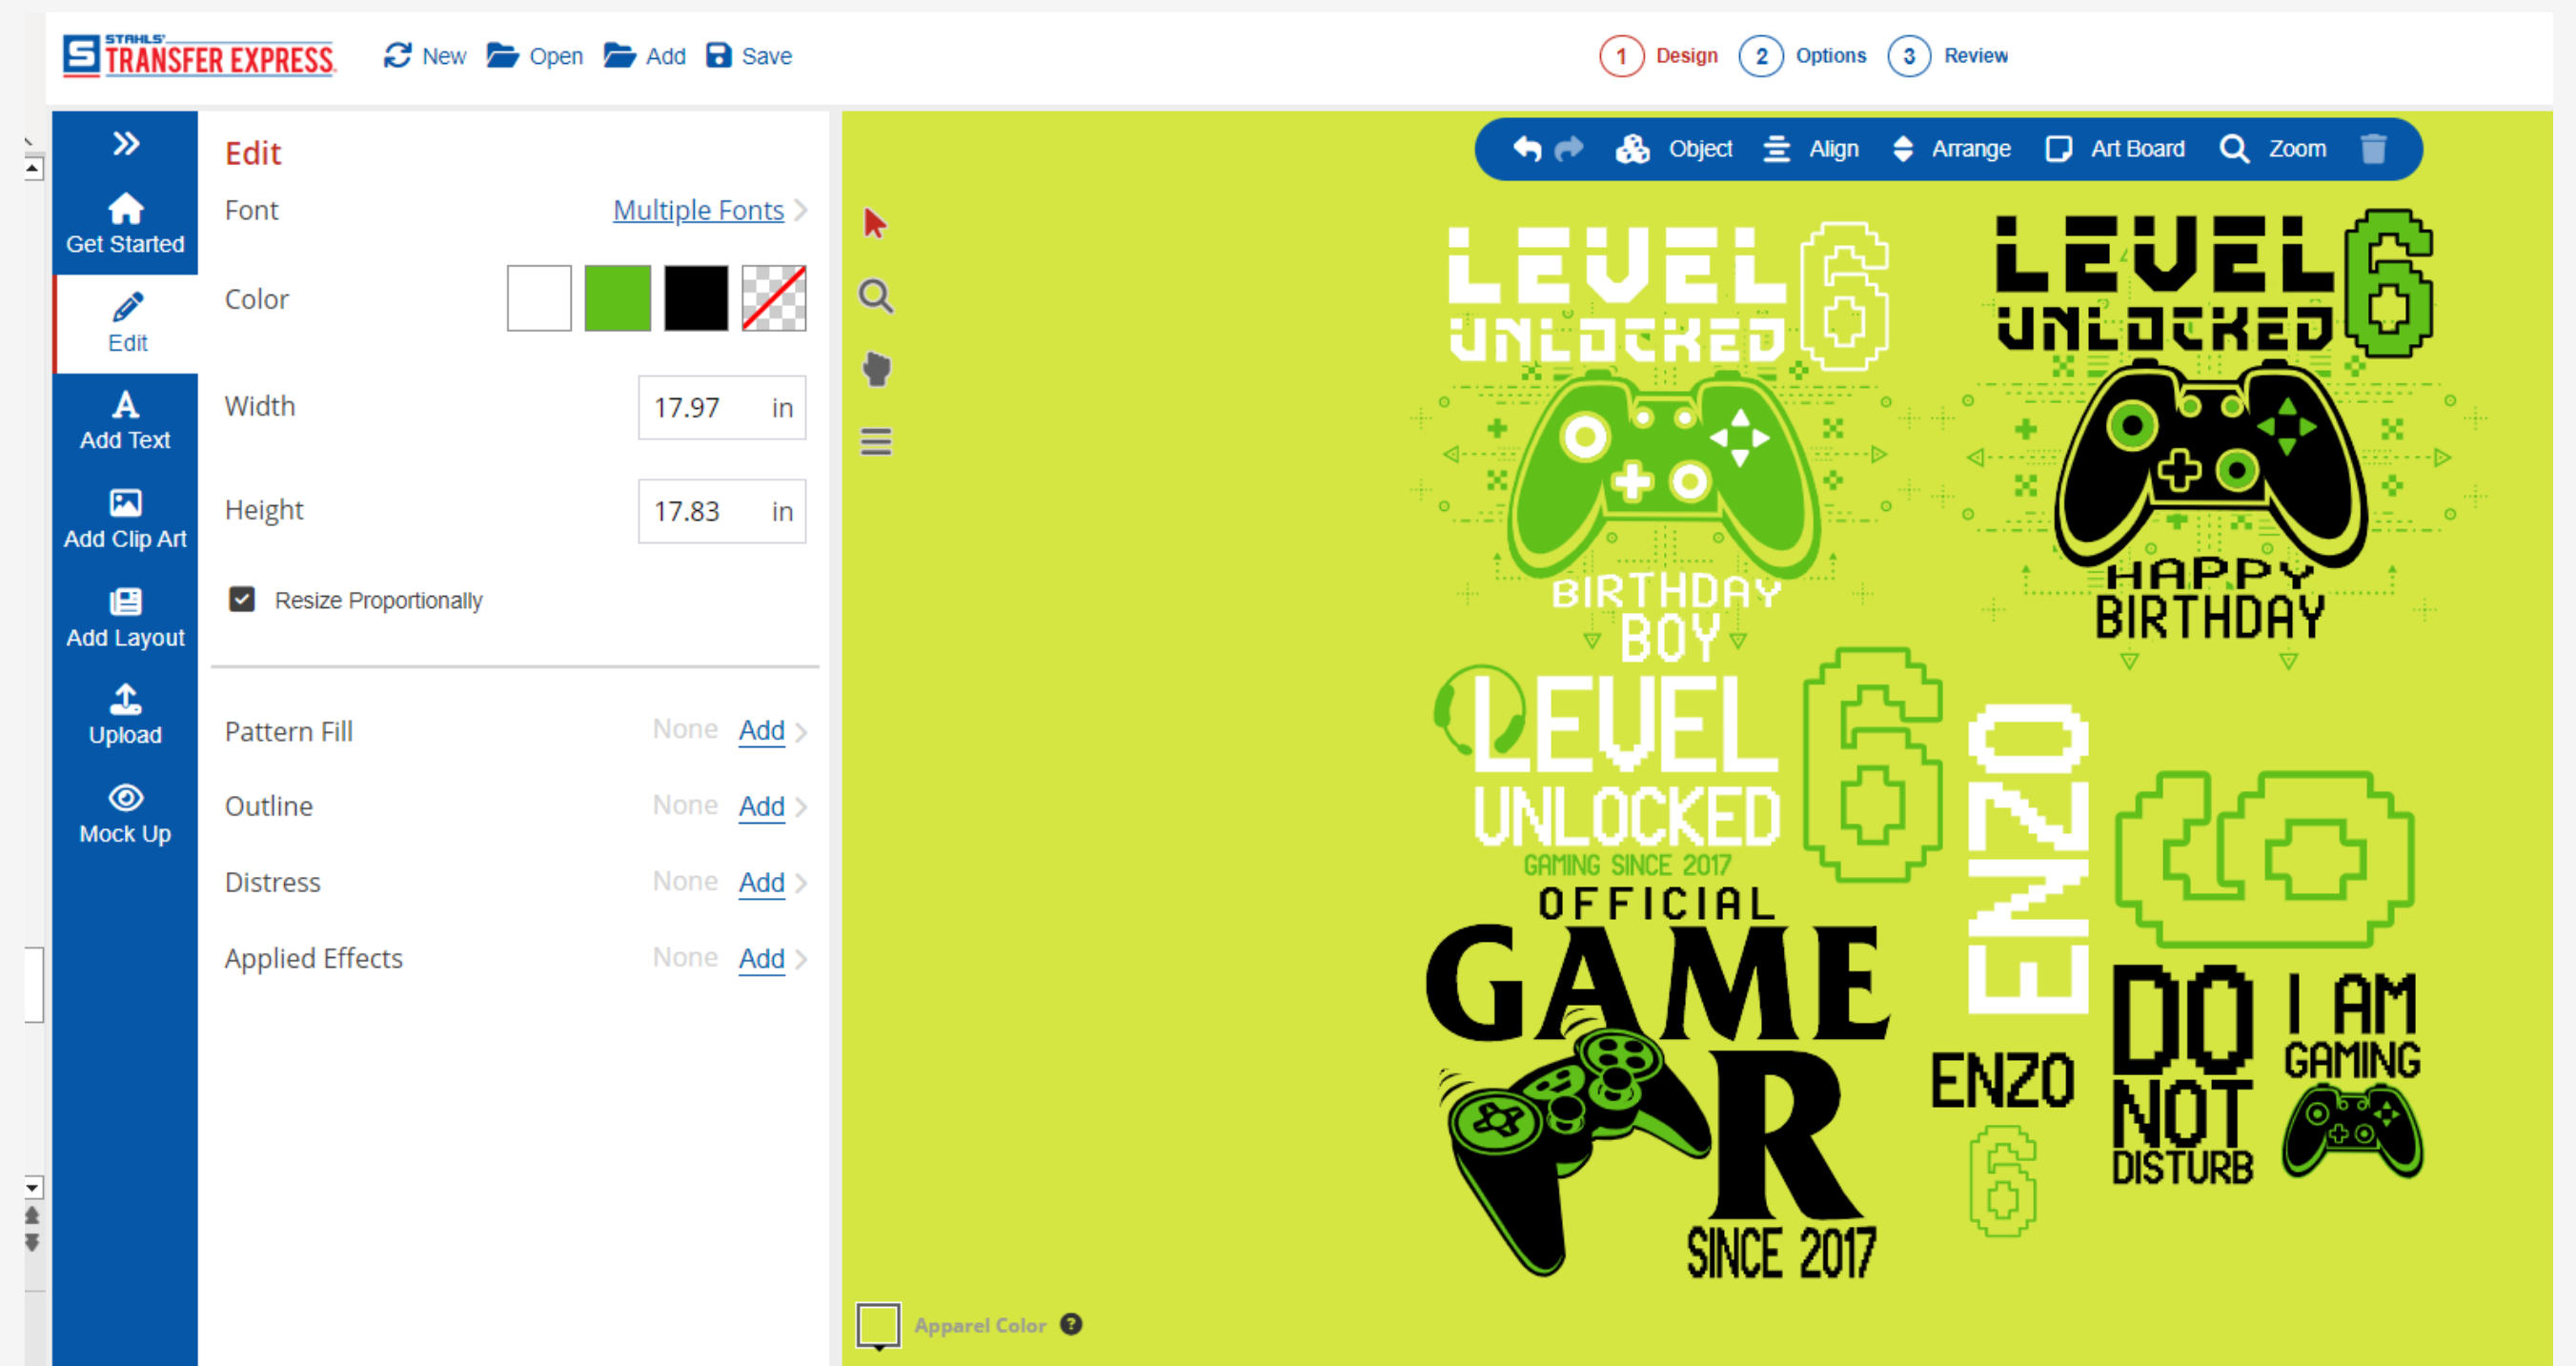 STAHLS'
TRANSFER EXPRESS.
New
Open
Add
Save
1 Design
2 Options
3 Review
Get Started
Edit
Add Text
Add Clip Art
Add Layout
Upload
Mock Up
Edit
Font Multiple Fonts
Color
Width 17.97 in
Height 17.83 in
Resize Proportionally
Pattern Fill None Add
Outline None Add
Distress None Add
Applied Effects None Add
Object
Align
Arrange
Art Board
Zoom
LEVEL 6
UNLOCKED
BIRTHDAY
BOY
LEVEL 6
UNLOCKED
HAPPY
BIRTHDAY
LEVEL 6
UNLOCKED
GAMING SINCE 2017
ENZO
6
OFFICIAL
GAME
R
SINCE 2017
ENZO
6
DO
NOT
DISTURB
I AM
GAMING
Apparel Color ?